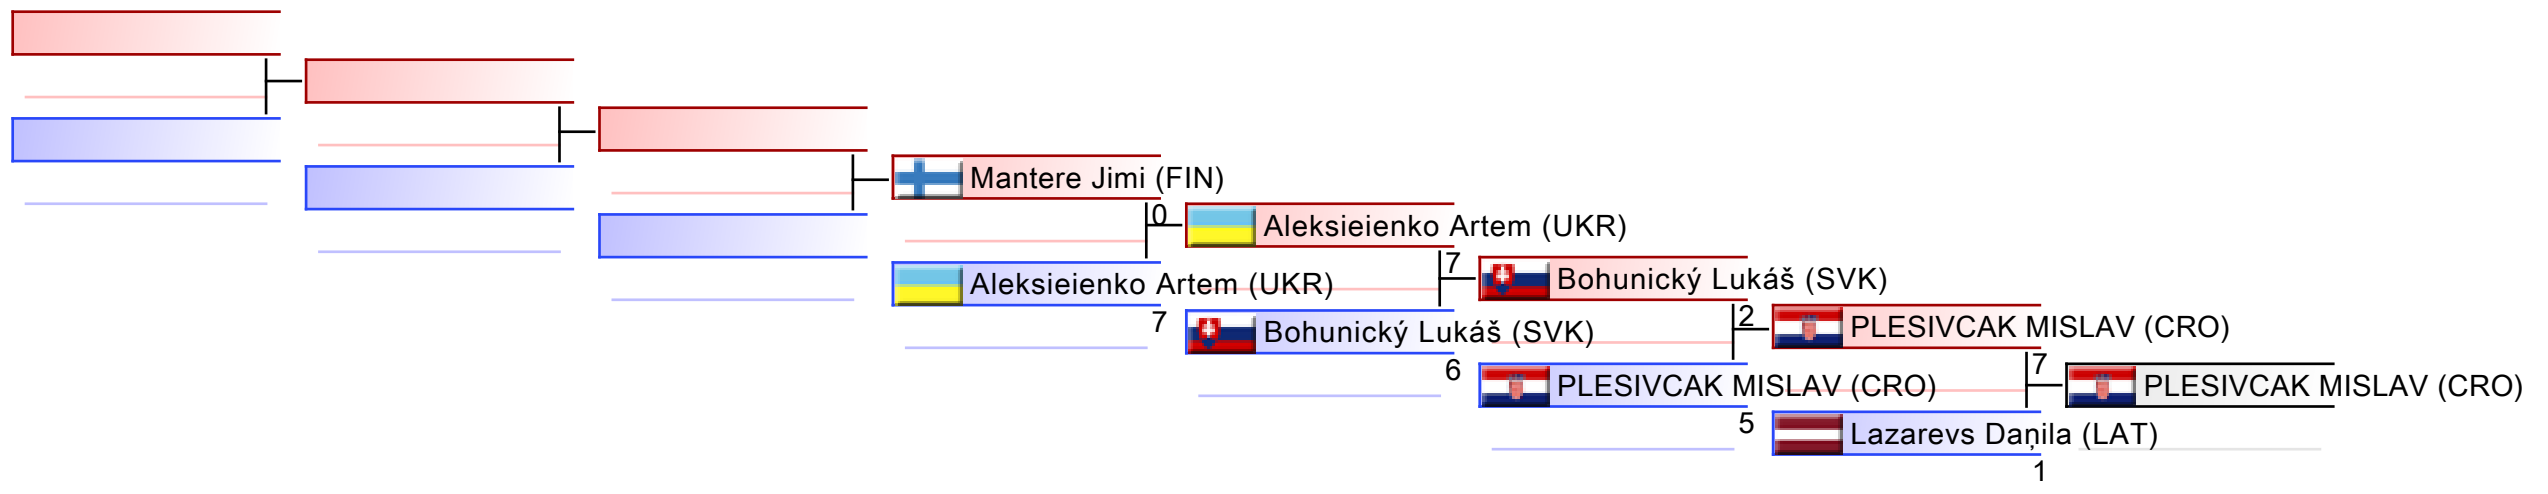 Mantere Jimi (FIN)
0
Aleksieienko Artem (UKR)
7
Aleksieienko Artem (UKR)
7
Bohunický Lukáš (SVK)
6
Bohunický Lukáš (SVK)
2
PLESIVCAK MISLAV (CRO)
5
PLESIVCAK MISLAV (CRO)
7
Lazarevs Daņila (LAT)
1
PLESIVCAK MISLAV (CRO)